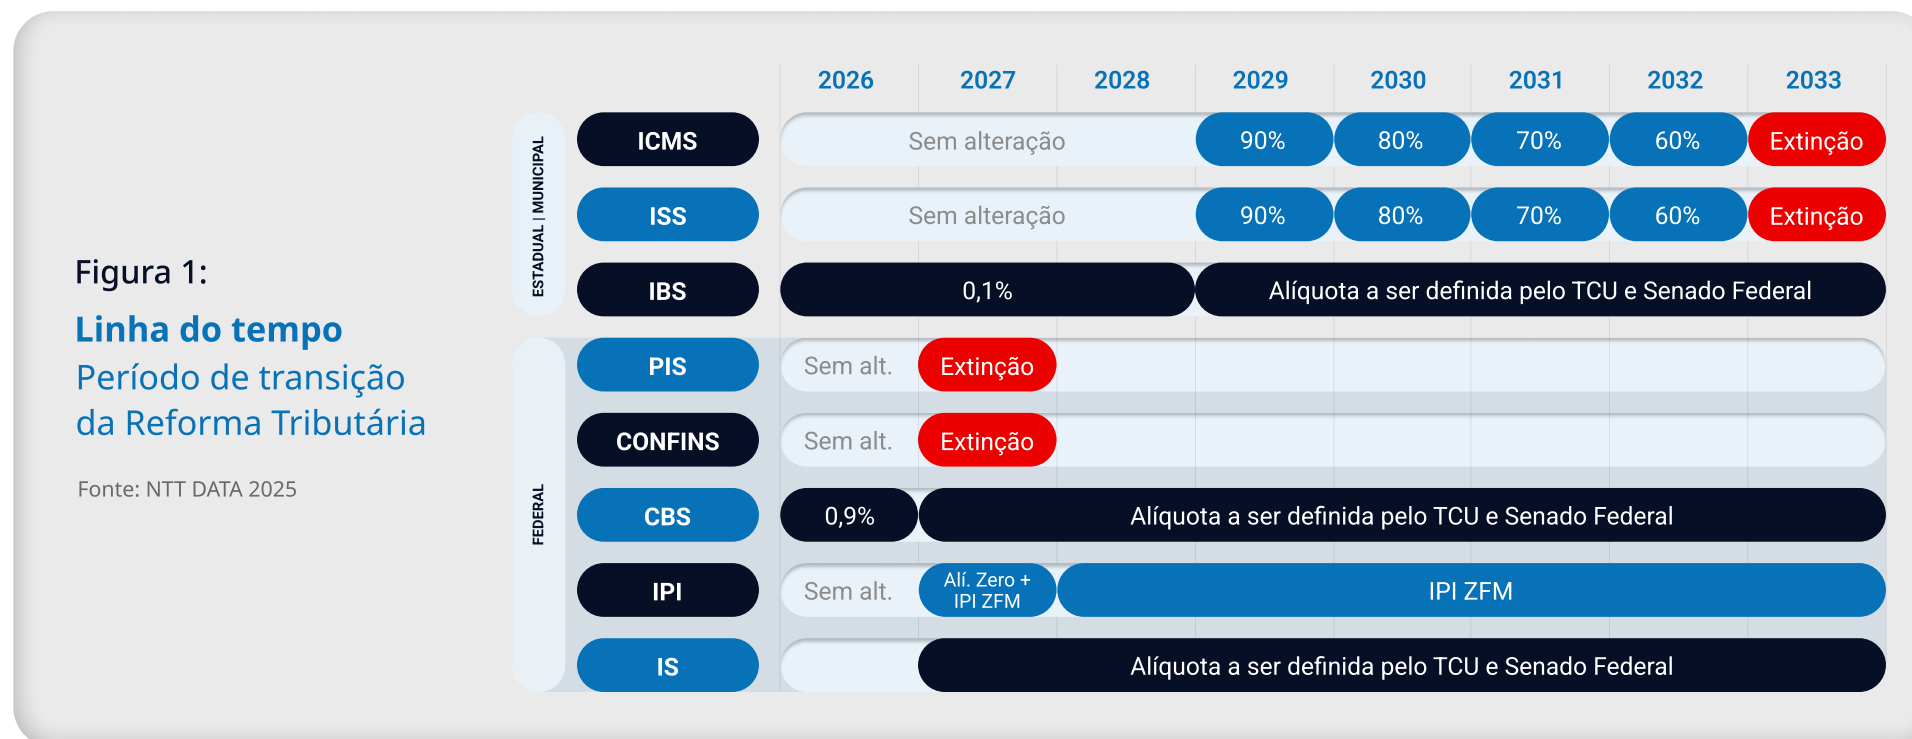 Figura 1:
Linha do tempo
Período de transição
da Reforma Tributária
Fonte: NTT DATA 2025
2026 2027 2028 2029 2030 2031 2032 2033
ESTADUAL | MUNICIPAL
ICMS Sem alteração 90% 80% 70% 60% Extinção
ISS Sem alteração 90% 80% 70% 60% Extinção
IBS 0,1% Alíquota a ser definida pelo TCU e Senado Federal
FEDERAL
PIS Sem alt. Extinção
CONFINS Sem alt. Extinção
CBS 0,9% Alíquota a ser definida pelo TCU e Senado Federal
IPI Sem alt. Alí. Zero +
IPI ZFM
IPI ZFM
IS Alíquota a ser definida pelo TCU e Senado Federal